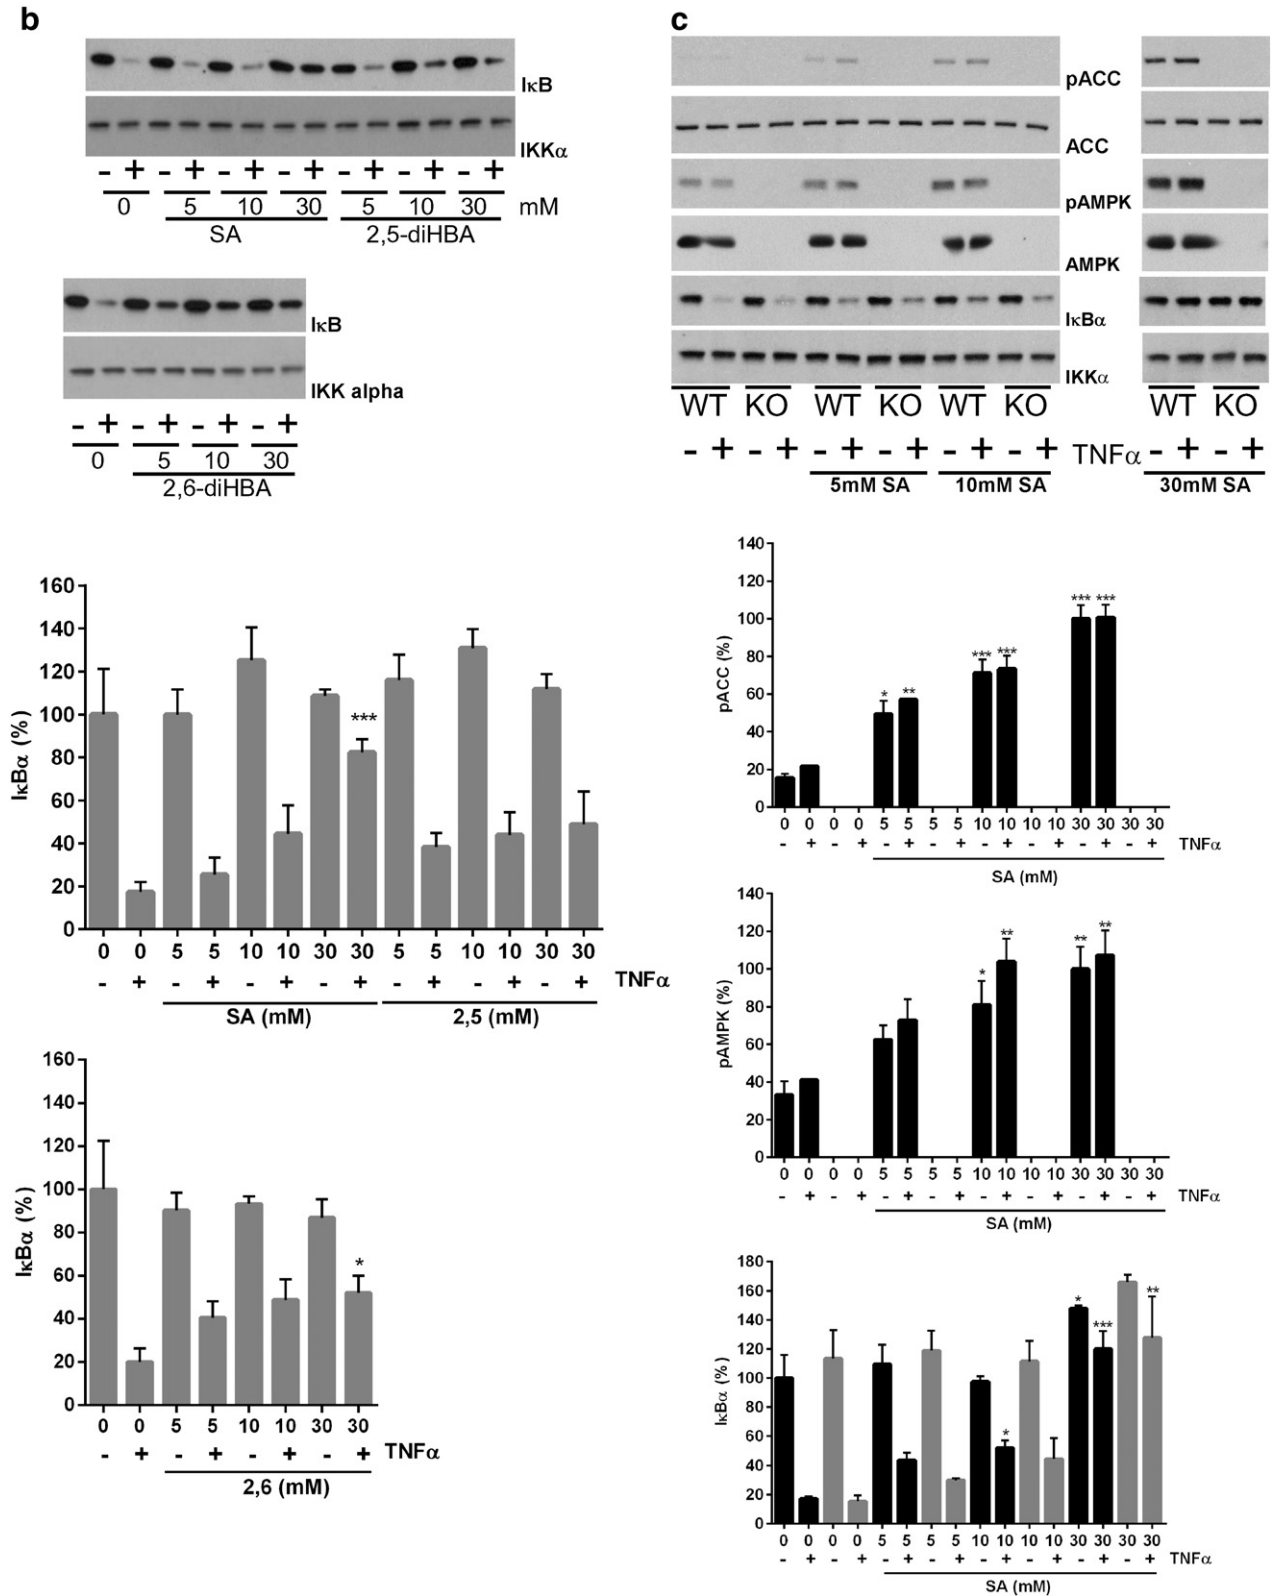 b
IκB
IKKα
- + - + - + - + - + - + - +
0 5 10 30 5 10 30 mM
SA 2,5-diHBA
IκB
IKK alpha
- + - + - + - +
0 5 10 30
2,6-diHBA
160
140
120
100
80
60
40
20
0
IκBα (%)
0 0 5 5 10 10 30 30 5 5 10 10 30 30
- + - + - + - + - + - + - + TNFα
SA (mM) 2,5 (mM)
***
160
140
120
100
80
60
40
20
0
IκBα (%)
*
0 0 5 5 10 10 30 30
- + - + - + - + TNFα
2,6 (mM)
c
pACC
ACC
pAMPK
AMPK
IκBα
IKKα
WT KO WT KO WT KO WT KO
- + - + - + - + - + - + TNFα - + - +
5mM SA 10mM SA 30mM SA
140
120
100
80
60
40
20
0
pACC (%)
* ** *** *** *** ***
0 0 0 0 5 5 5 5 10 10 10 10 30 30 30 30
- + - + - + - + - + - + - + - + TNFα
SA (mM)
140
120
100
80
60
40
20
0
pAMPK (%)
* ** ** **
0 0 0 0 5 5 5 5 10 10 10 10 30 30 30 30
- + - + - + - + - + - + - + - + TNFα
SA (mM)
180
160
140
120
100
80
60
40
20
0
IκBα (%)
* * *** **
0 0 0 0 5 5 5 5 10 10 10 10 30 30 30 30
- + - + - + - + - + - + - + - + TNFα
SA (mM)